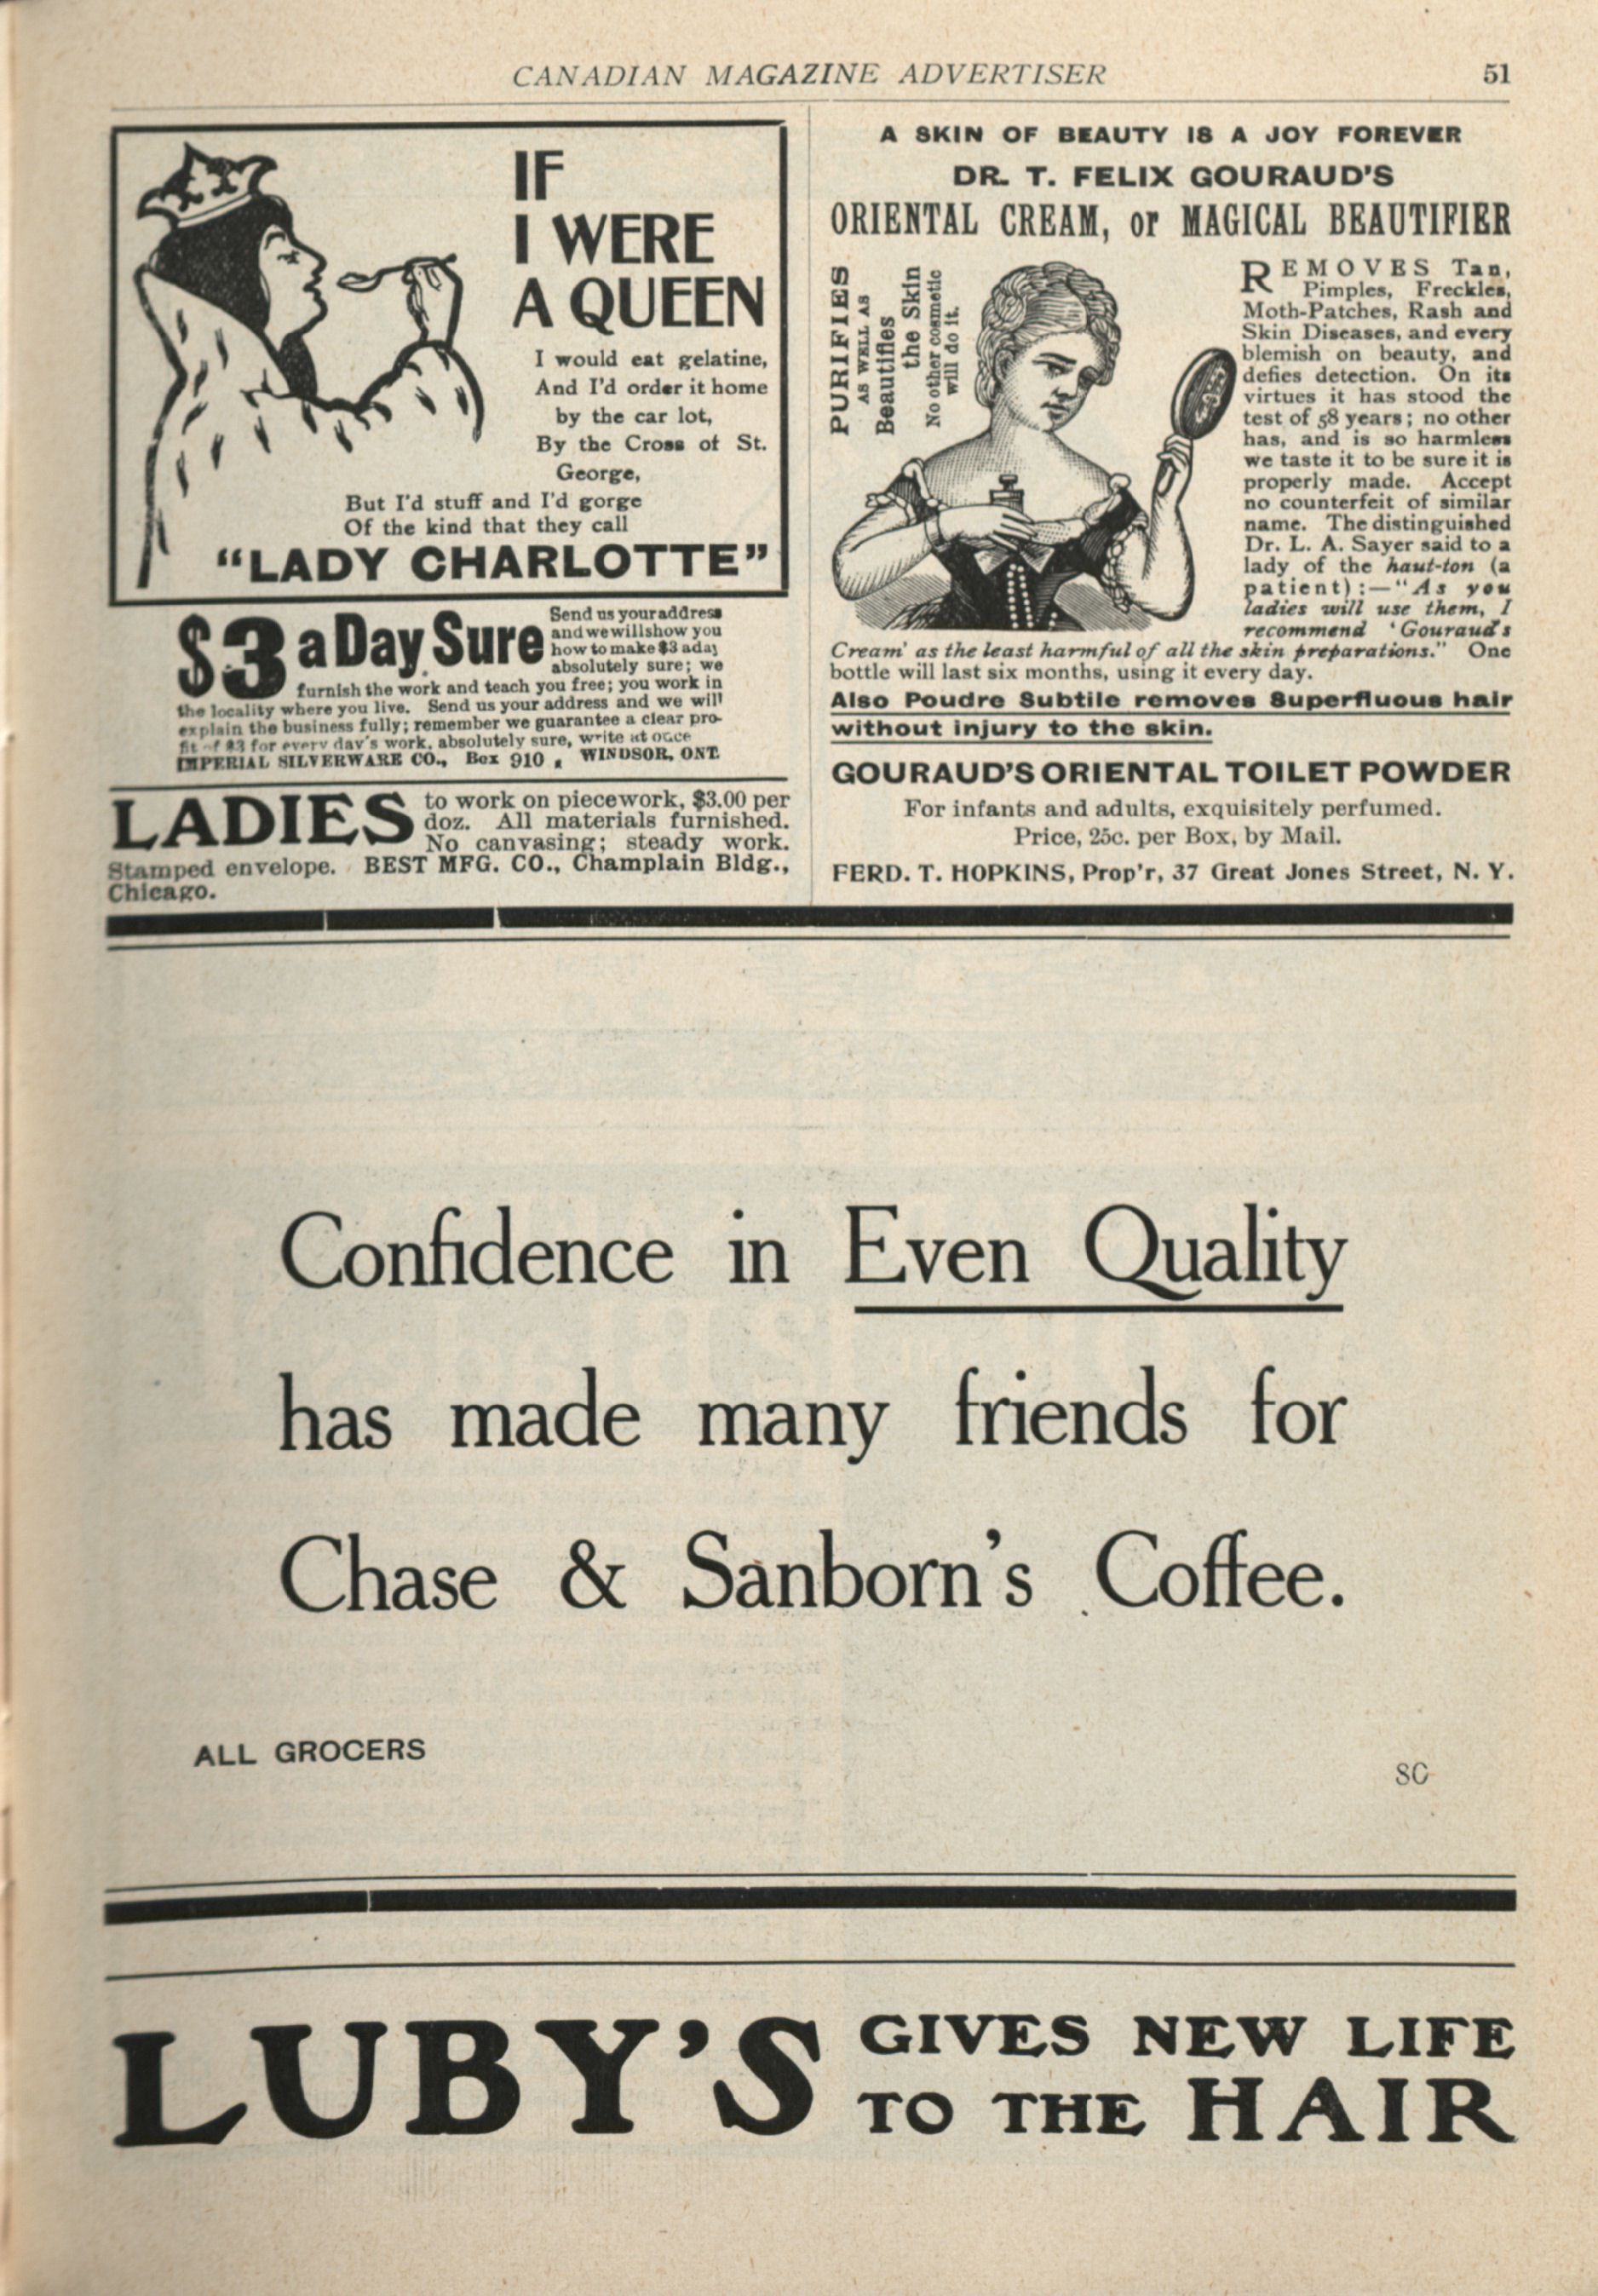 CANADIAN MAGAZINE ADVERTISER 51
IF
I WERE
A QUEEN
I would eat gelatine,
And I'd order it home
by the car lot,
By the Cross of St.
George,
But I'd stuff and I'd gorge
Of the kind that they call
"LADY CHARLOTTE"
$3 a Day Sure
Send us your address
and we will show you
how to make $3 a day
absolutely sure; we
furnish the work and teach you free; you work in
the locality where you live. Send us your address and we will
explain the business fully; remember we guarantee a clear pro-
fit of $3 for every day's work, absolutely sure, write at once
IMPERIAL SILVERWARE CO., Box 910, WINDSOR, ONT.
LADIES to work on piecework, $3.00 per
doz. All materials furnished.
No canvasing; steady work.
Stamped envelope. BEST MFG. CO., Champlain Bldg.,
Chicago.
A SKIN OF BEAUTY IS A JOY FOREVER
DR. T. FELIX GOURAUD'S
ORIENTAL CREAM, or MAGICAL BEAUTIFIER
PURIFIES
AS WELL AS
Beautifies
the Skin
No other cosmetic
will do it.
REMOVES Tan,
Pimples, Freckles,
Moth-Patches, Rash and
Skin Diseases, and every
blemish on beauty, and
defies detection. On its
virtues it has stood the
test of 58 years; no other
has, and is so harmless
we taste it to be sure it is
properly made. Accept
no counterfeit of similar
name. The distinguished
Dr. L. A. Sayer said to a
lady of the haut-ton (a
patient):—"As you
ladies will use them, I
recommend 'Gouraud's
Cream' as the least harmful of all the skin preparations." One
bottle will last six months, using it every day.
Also Poudre Subtile removes Superfluous hair
without injury to the skin.
GOURAUD'S ORIENTAL TOILET POWDER
For infants and adults, exquisitely perfumed.
Price, 25c. per Box, by Mail.
FERD. T. HOPKINS, Prop'r, 37 Great Jones Street, N. Y.
Confidence in Even Quality
has made many friends for
Chase & Sanborn's Coffee.
ALL GROCERS
SC
LUBY'S GIVES NEW LIFE
TO THE HAIR